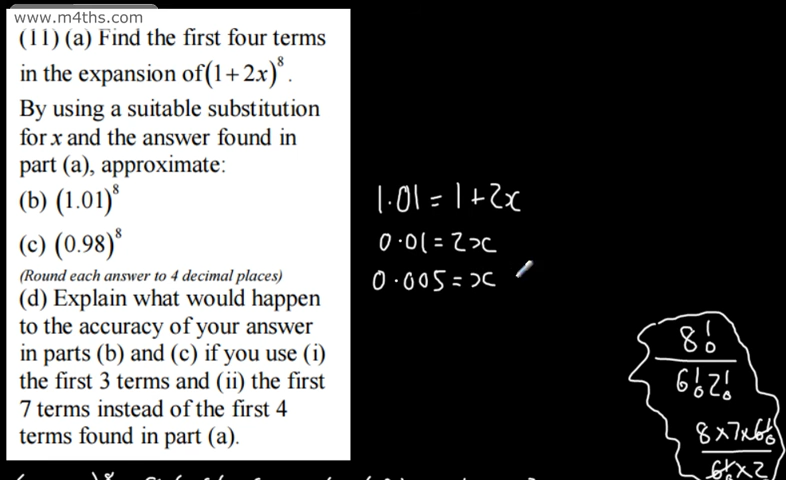 www.m4ths.com
(11) (a) Find the first four terms
in the expansion of (1+2x)⁸.
By using a suitable substitution
for x and the answer found in
part (a), approximate:
(b) (1.01)⁸
(c) (0.98)⁸
(Round each answer to 4 decimal places)
(d) Explain what would happen
to the accuracy of your answer
in parts (b) and (c) if you use (i)
the first 3 terms and (ii) the first
7 terms instead of the first 4
terms found in part (a).
1.01 = 1 + 2x
0.01 = 2x
0.005 = x
8!
6!2!
8x7x6!
6!x2